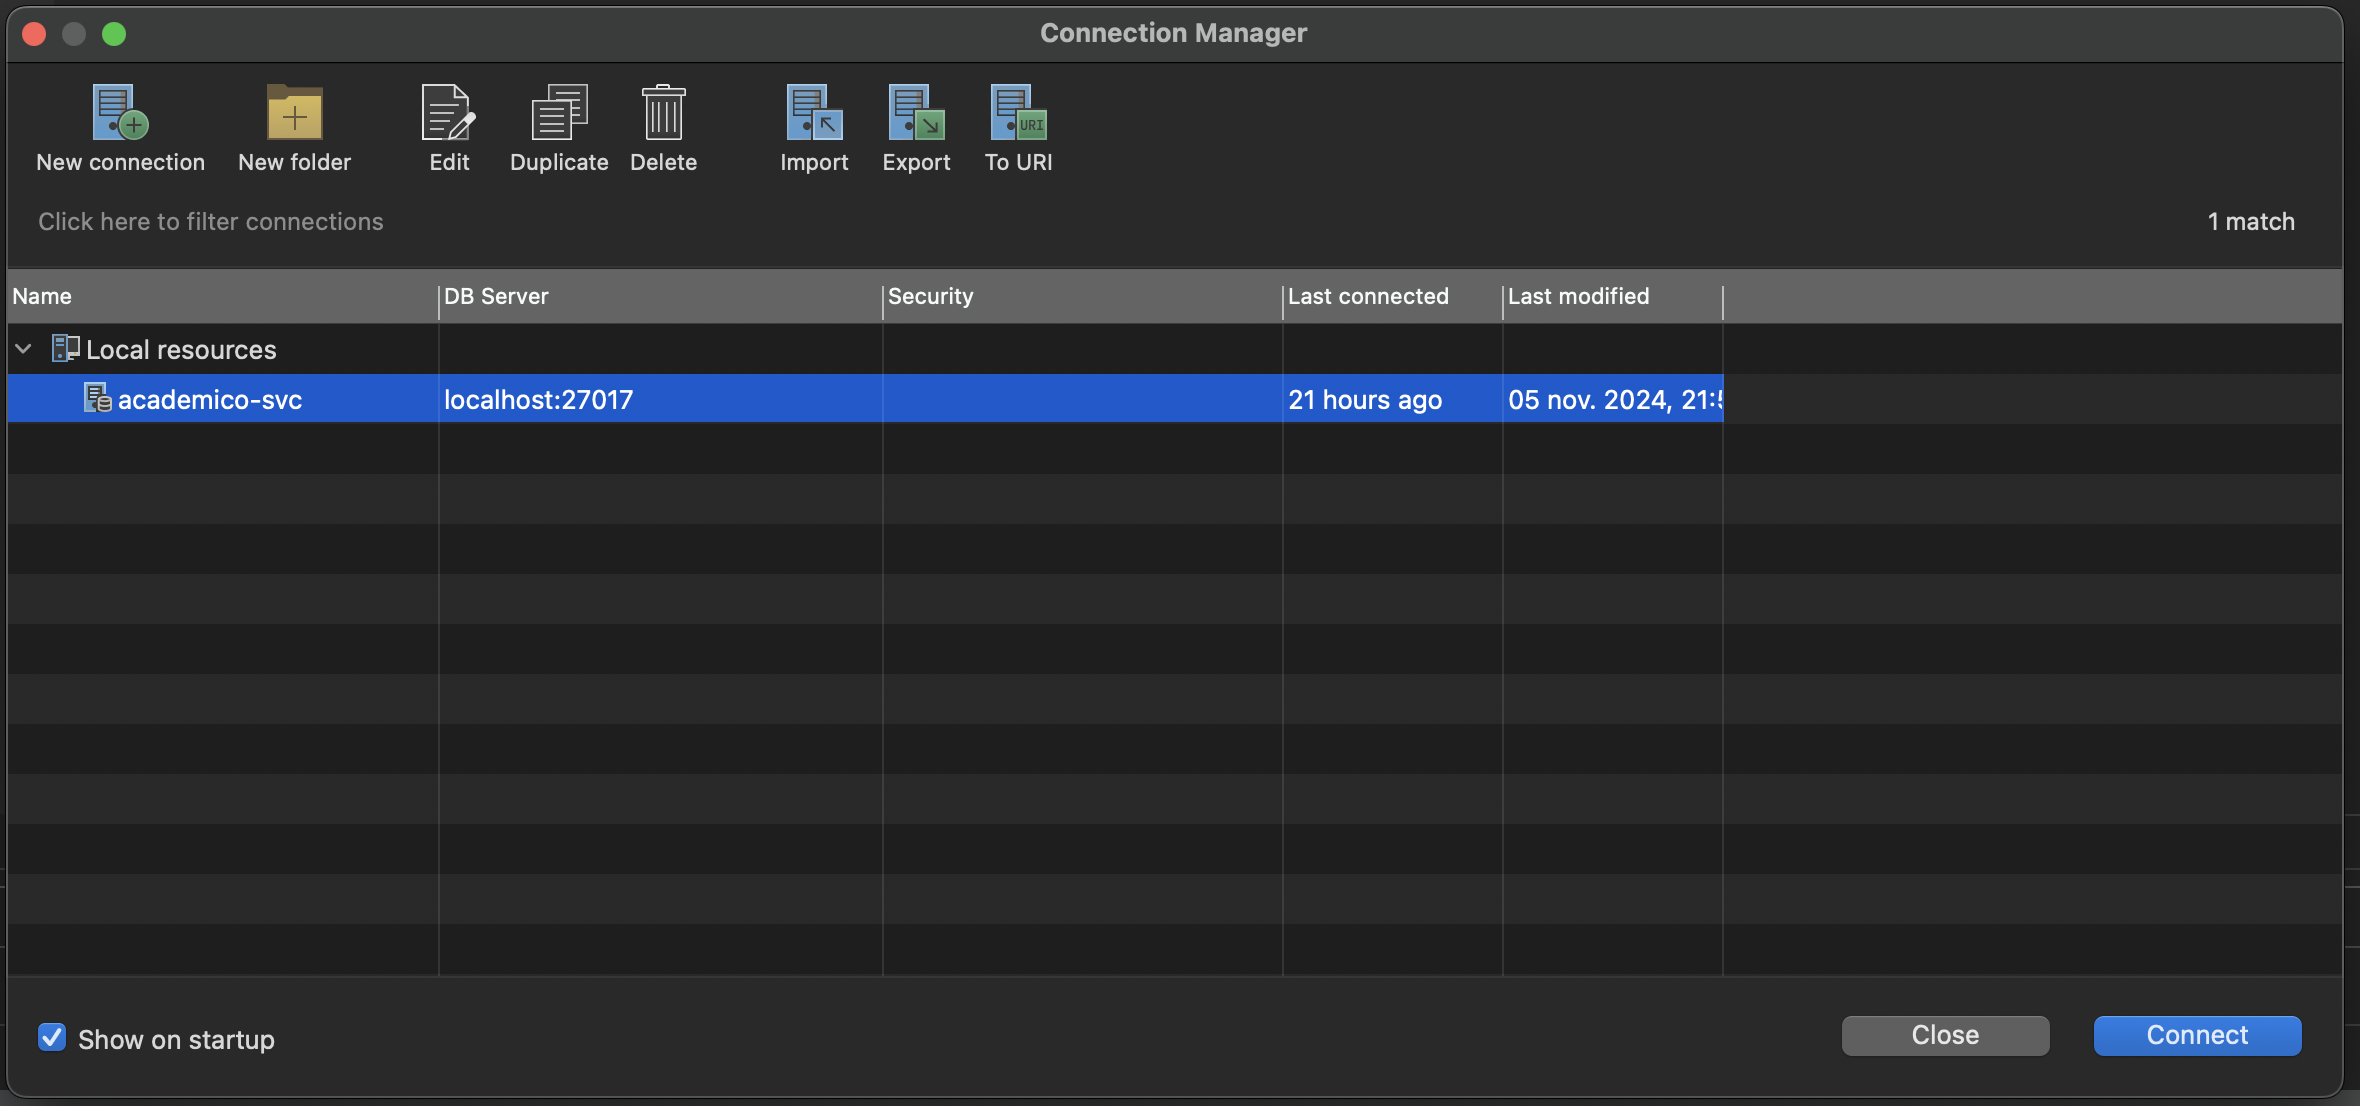 Connection Manager
New connection New folder Edit Duplicate Delete Import Export To URI
URI
Click here to filter connections 1 match
Name DB Server Security Last connected Last modified
Local resources
academico-svc localhost:27017 21 hours ago 05 nov. 2024, 21:
Show on startup Close Connect